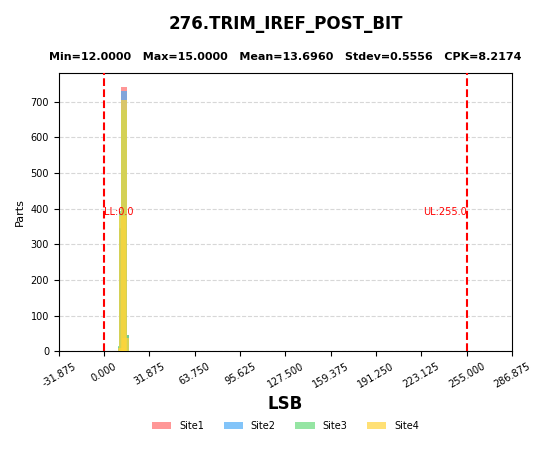 276.TRIM_IREF_POST_BIT
Min=12.0000 Max=15.0000 Mean=13.6960 Stdev=0.5556 CPK=8.2174
Parts
700
600
500
400
300
200
100
0
LL:0.0
UL:255.0
-31.875
0.000
31.875
63.750
95.625
127.500
159.375
191.250
223.125
255.000
286.875
LSB
Site1 Site2 Site3 Site4